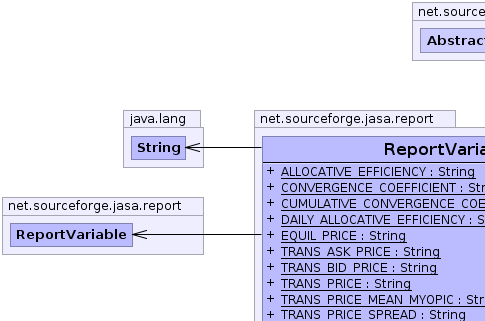 net.source
Abstrac
java.lang
String
net.sourceforge.jasa.report
ReportVaria
+ ALLOCATIVE_EFFICIENCY : String
+ CONVERGENCE_COEFFICIENT : Str
+ CUMULATIVE_CONVERGENCE_COE
+ DAILY_ALLOCATIVE_EFFICIENCY : S
+ EQUIL_PRICE : String
+ TRANS_ASK_PRICE : String
+ TRANS_BID_PRICE : String
+ TRANS_PRICE : String
+ TRANS_PRICE_MEAN_MYOPIC : Str
+ TRANS_PRICE_SPREAD : String
net.sourceforge.jasa.report
ReportVariable